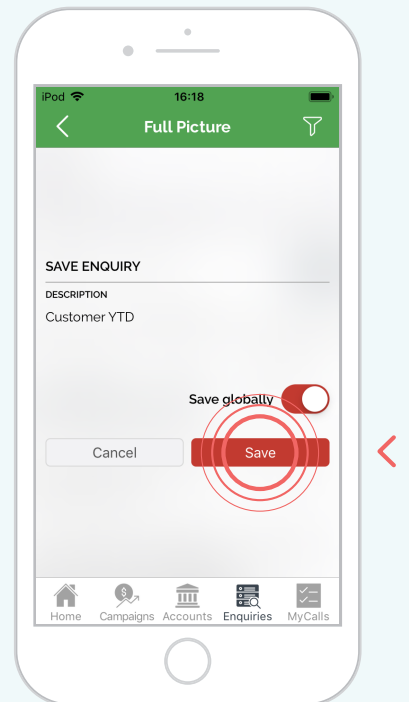 iPod 16:18
Full Picture
SAVE ENQUIRY
DESCRIPTION
Customer YTD
Save globally
Cancel Save
Home Campaigns Accounts Enquiries MyCalls